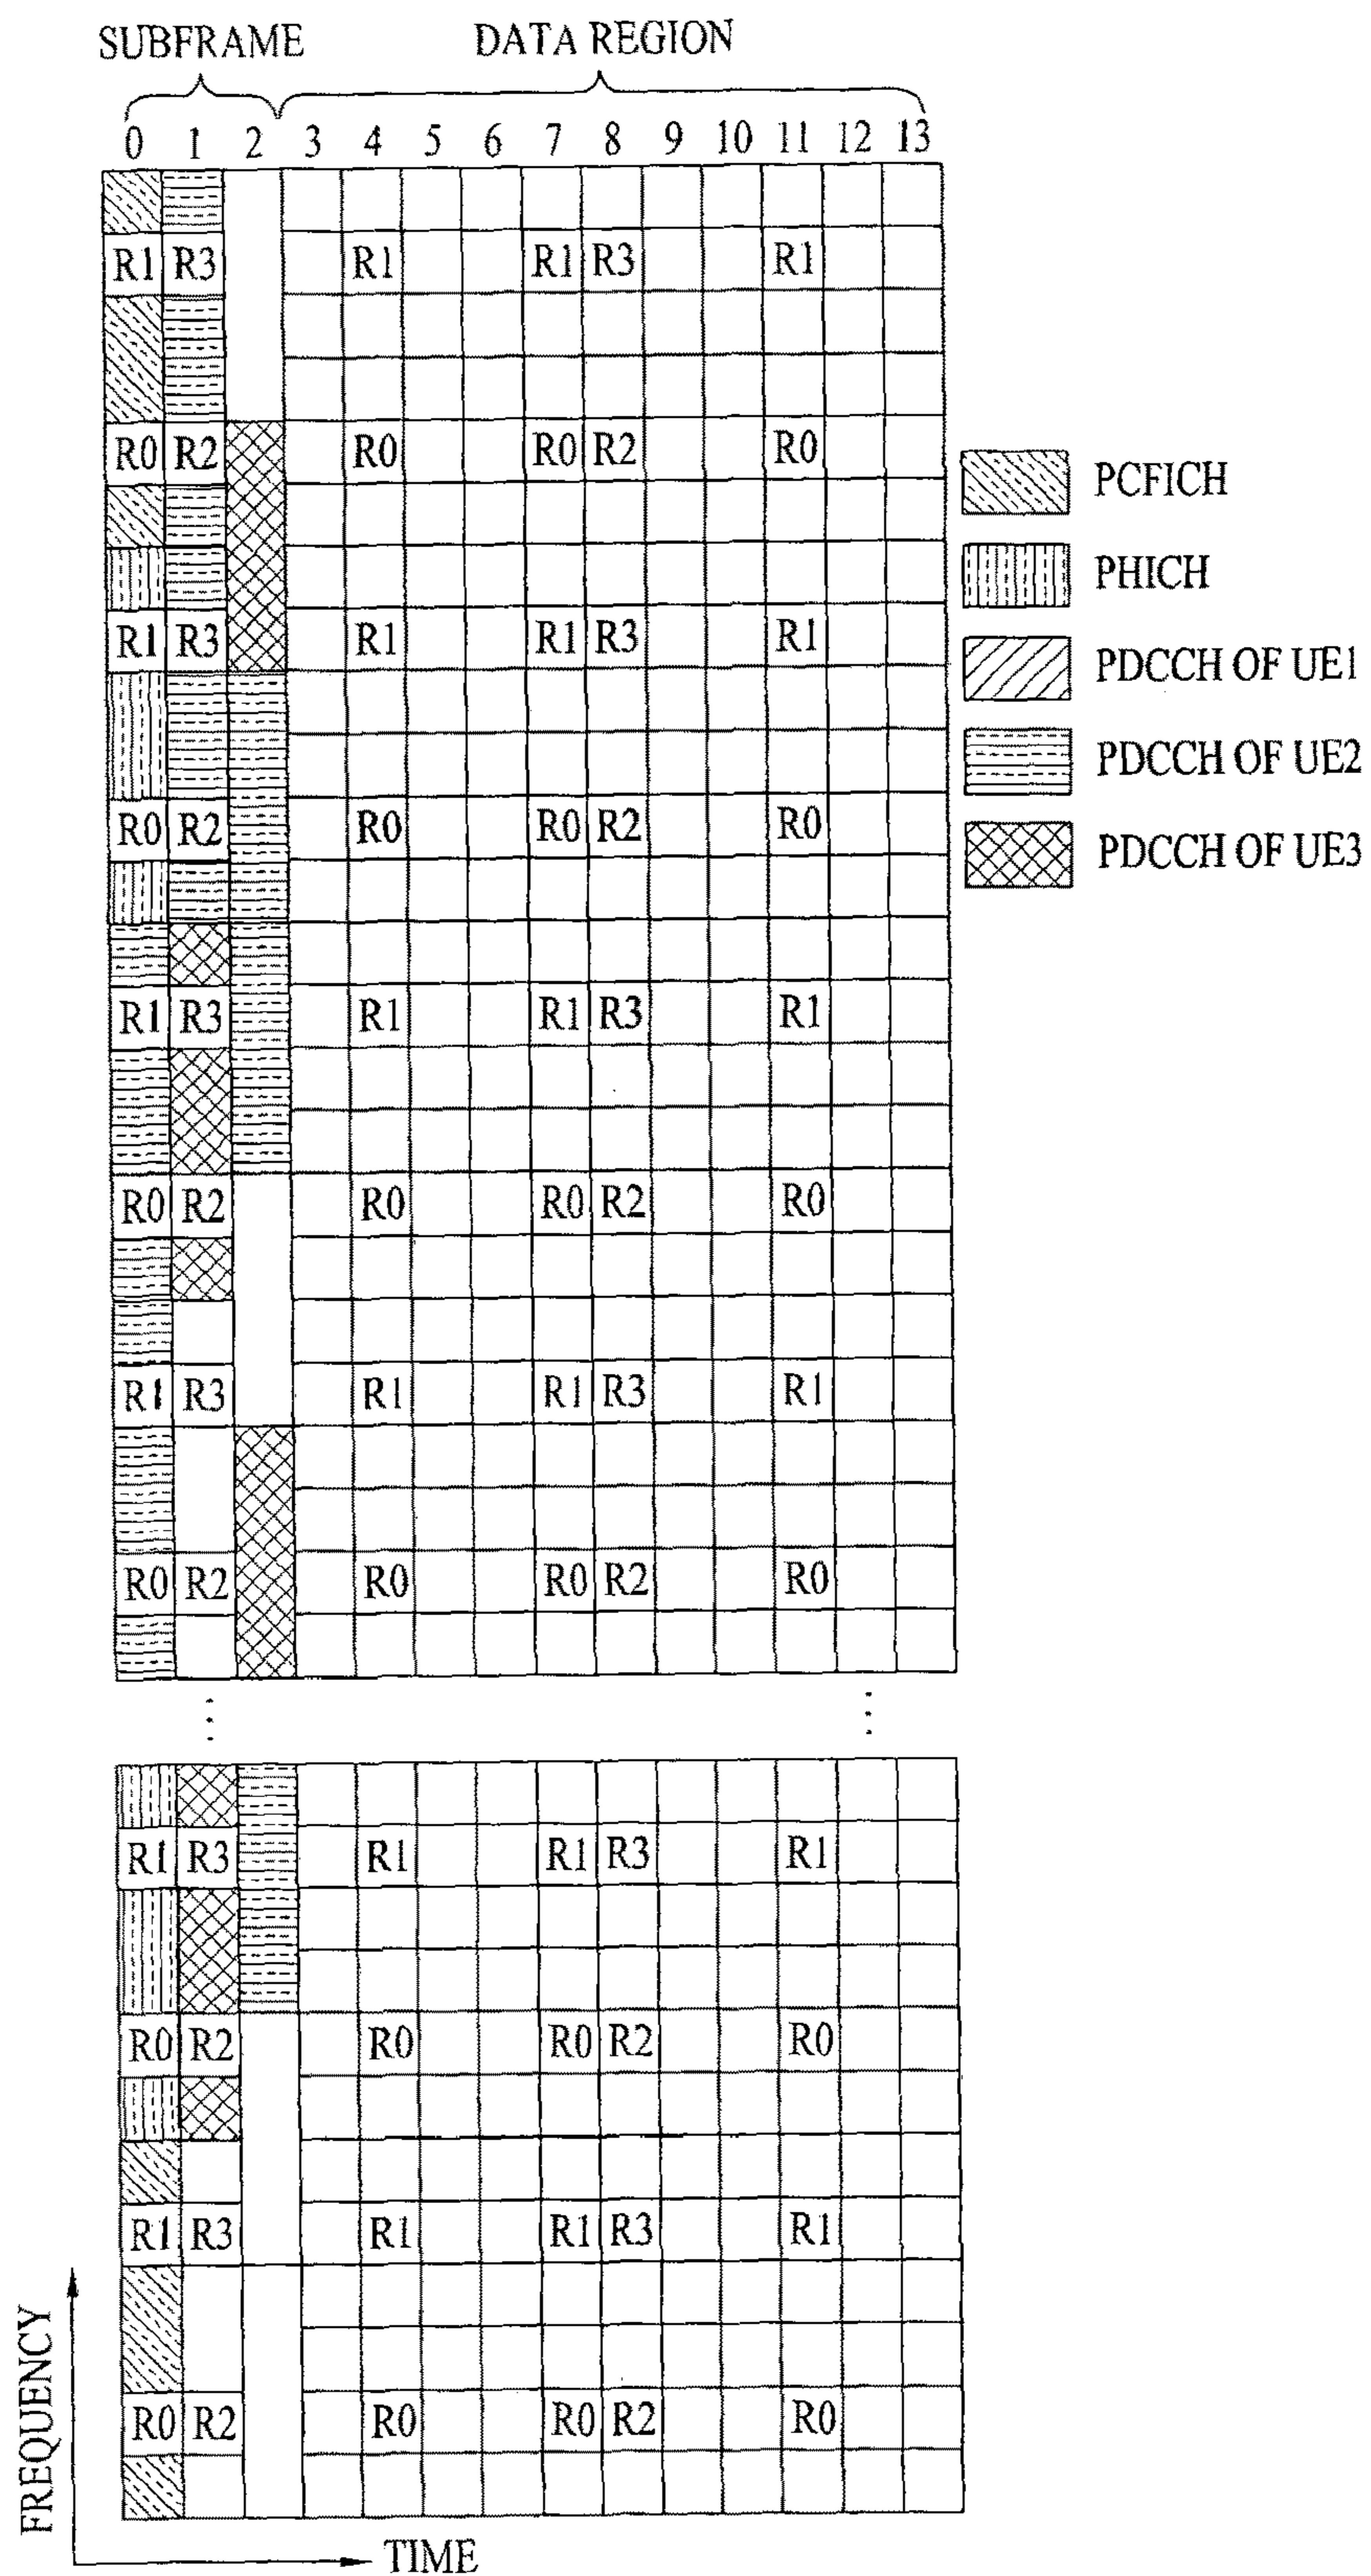 SUBFRAME DATA REGION
0 1 2 3 4 5 6 7 8 9 10 11 12 13
R1 R3 R1 R1 R3 R1
R0 R2 R0 R0 R2 R0
PCFICH
PHICH
R1 R3 R1 R1 R3 R1
PDCCH OF UE1
PDCCH OF UE2
R0 R2 R0 R0 R2 R0
PDCCH OF UE3
R1 R3 R1 R1 R3 R1
R0 R2 R0 R0 R2 R0
R1 R3 R1 R1 R3 R1
R0 R2 R0 R0 R2 R0
R1 R3 R1 R1 R3 R1
R0 R2 R0 R0 R2 R0
R1 R3 R1 R1 R3 R1
R0 R2 R0 R0 R2 R0
FREQUENCY
TIME